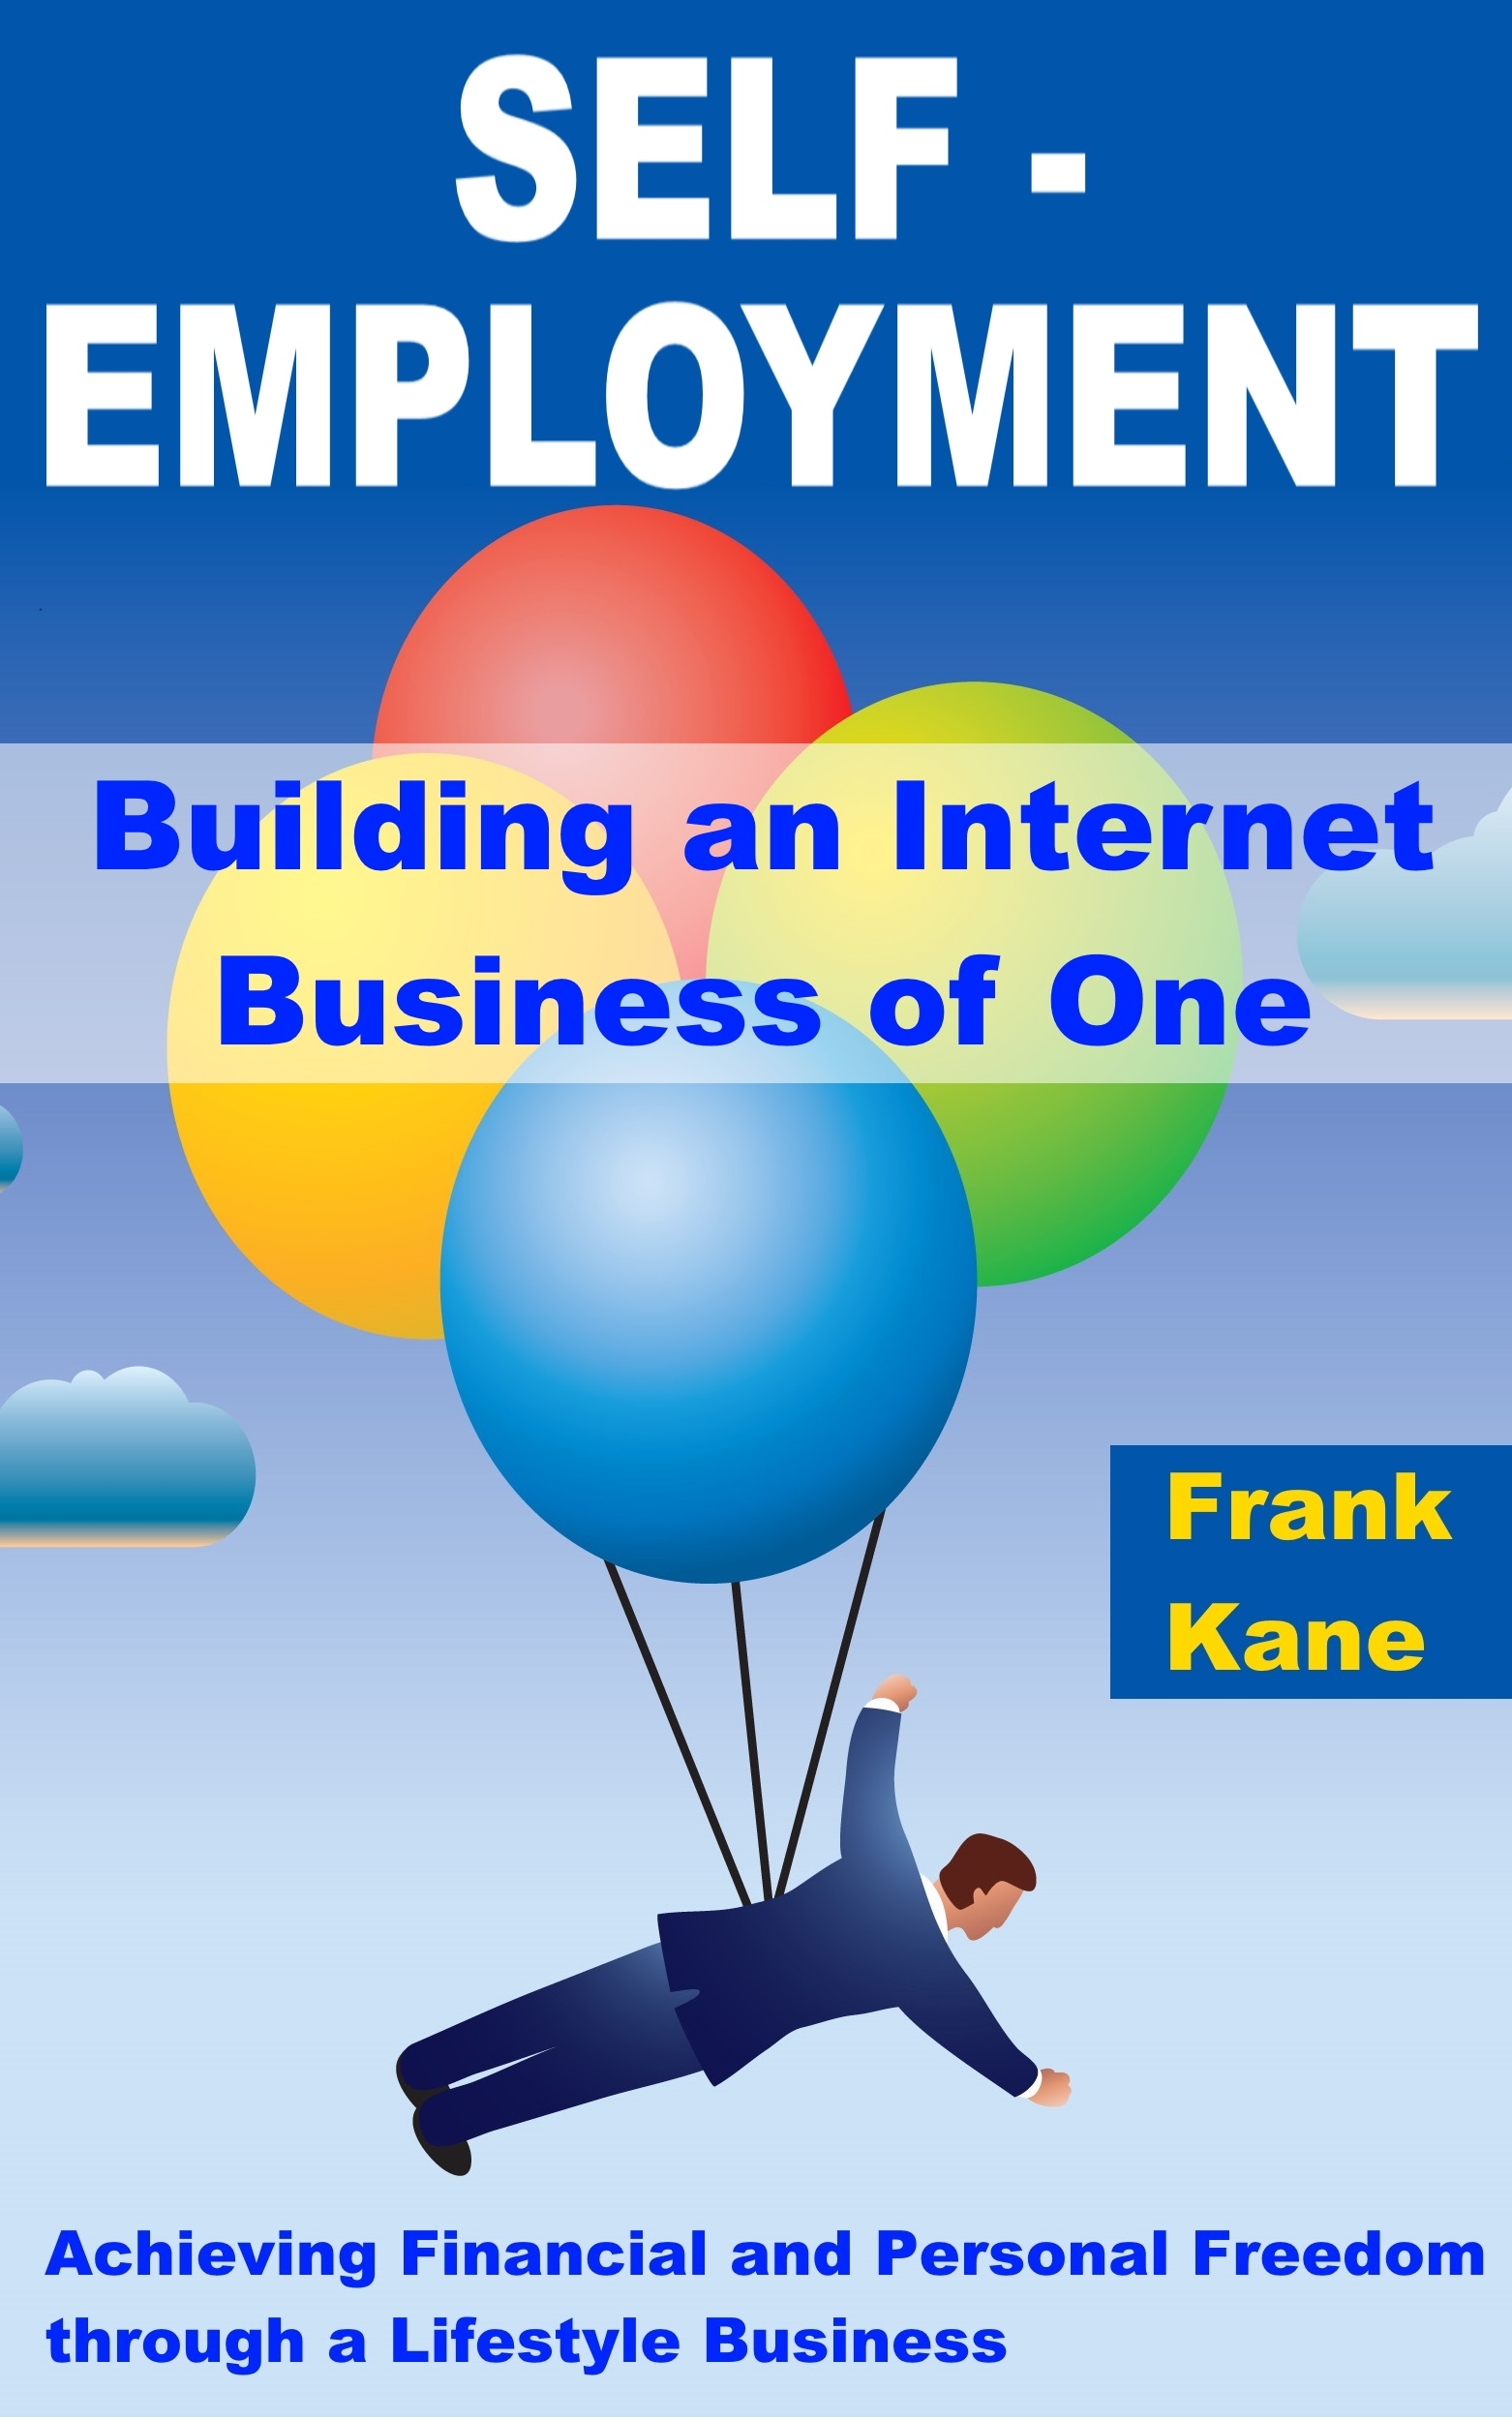 SELF -
EMPLOYMENT
Building an Internet
Business of One
Frank
Kane
Achieving Financial and Personal Freedom
through a Lifestyle Business